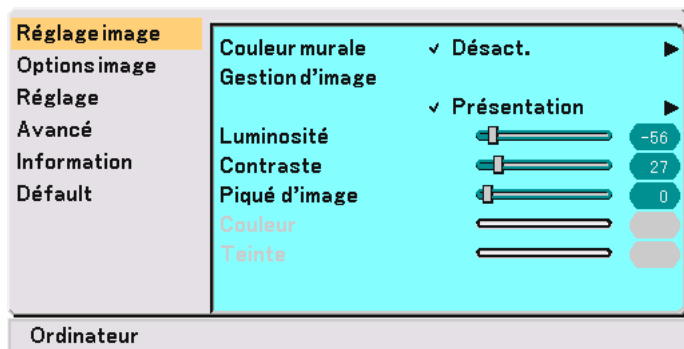 Réglage image
Options image
Réglage
Avancé
Information
Défault
Couleur murale ✓ Désact.
Gestion d'image
✓ Présentation
Luminosité -56
Contraste 27
Piqué d'image 0
Couleur
Teinte
Ordinateur